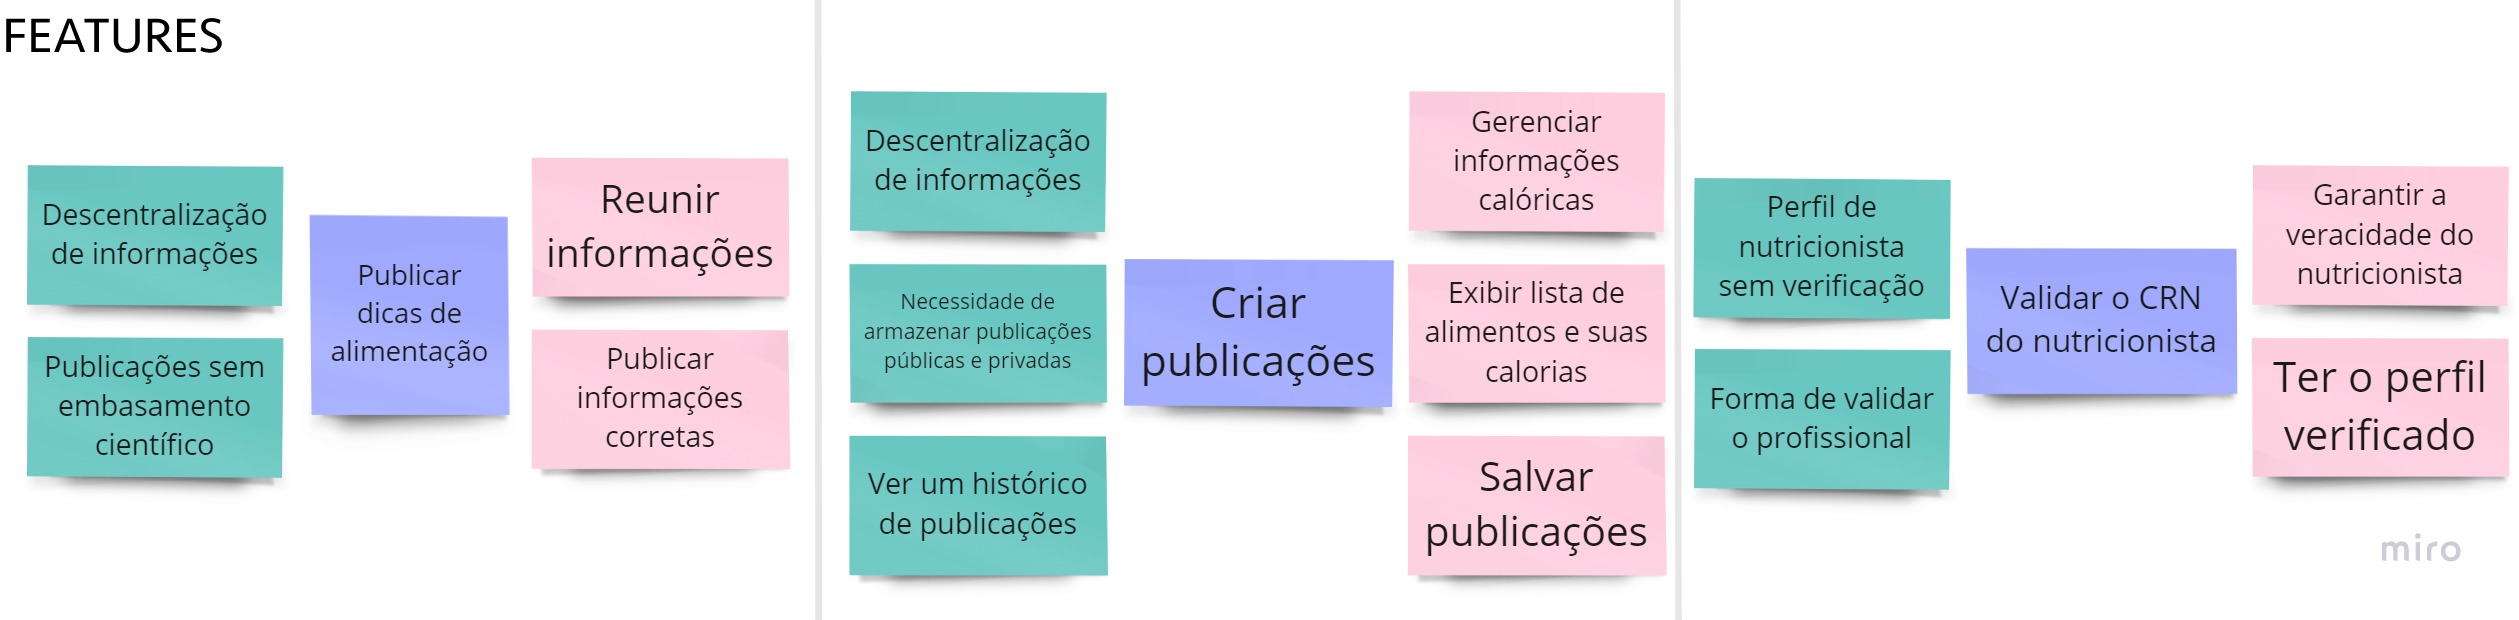 FEATURES
Descentralização
de informações
Publicações sem
embasamento
científico
Publicar
dicas de
alimentação
Reunir
informações
Publicar
informações
corretas
Descentralização
de informações
Necessidade de
armazenar publicações
públicas e privadas
Ver um histórico
de publicações
Criar
publicações
Gerenciar
informações
calóricas
Exibir lista de
alimentos e suas
calorias
Salvar
publicações
Perfil de
nutricionista
sem verificação
Forma de validar
o profissional
Validar o CRN
do nutricionista
Garantir a
veracidade do
nutricionista
Ter o perfil
verificado
miro